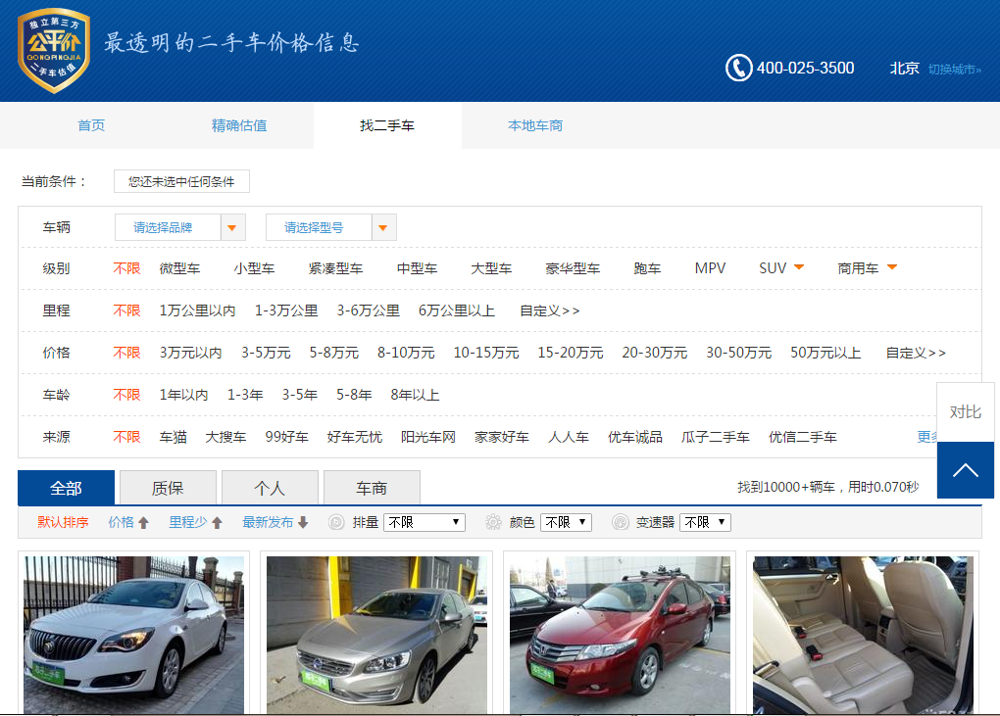 独立第三方
公平价
GONGPINGJIA
二手车估值
最透明的二手车价格信息
400-025-3500 北京 切换城市»
首页 精确估值 找二手车 本地车商
当前条件： 您还未选中任何条件
车辆 请选择品牌 请选择型号
级别 不限 微型车 小型车 紧凑型车 中型车 大型车 豪华型车 跑车 MPV SUV 商用车
里程 不限 1万公里以内 1-3万公里 3-6万公里 6万公里以上 自定义>>
价格 不限 3万元以内 3-5万元 5-8万元 8-10万元 10-15万元 15-20万元 20-30万元 30-50万元 50万元以上 自定义>>
车龄 不限 1年以内 1-3年 3-5年 5-8年 8年以上
对比
来源 不限 车猫 大搜车 99好车 好车无忧 阳光车网 家家好车 人人车 优车诚品 瓜子二手车 优信二手车 更
全部 质保 个人 车商 找到10000+辆车，用时0.070秒
默认排序 价格 里程少 最新发布 排量 不限 颜色 不限 变速器 不限